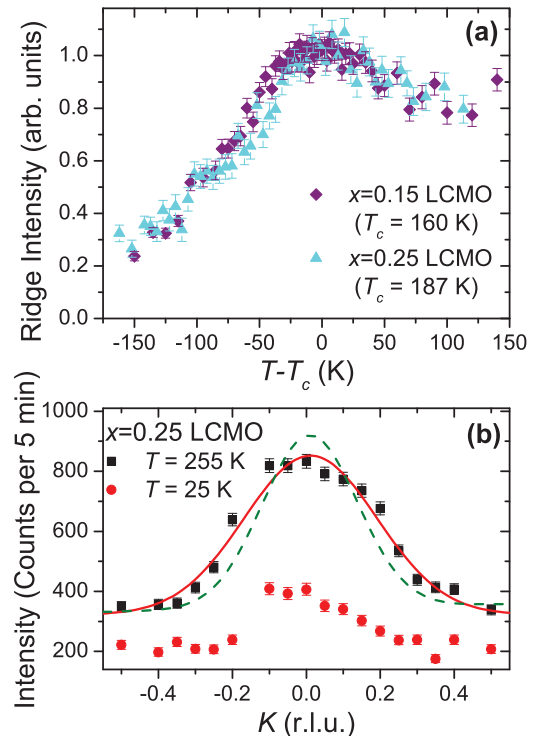 (a)
Ridge Intensity (arb. units)
1.0
0.8
0.6
0.4
0.2
0.0
x=0.15 LCMO
(Tc = 160 K)
x=0.25 LCMO
(Tc = 187 K)
-150 -100 -50 0 50 100 150
T-Tc (K)
(b)
Intensity (Counts per 5 min)
1000
800
600
400
200
x=0.25 LCMO
T = 255 K
T = 25 K
-0.4 -0.2 0.0 0.2 0.4
K (r.l.u.)